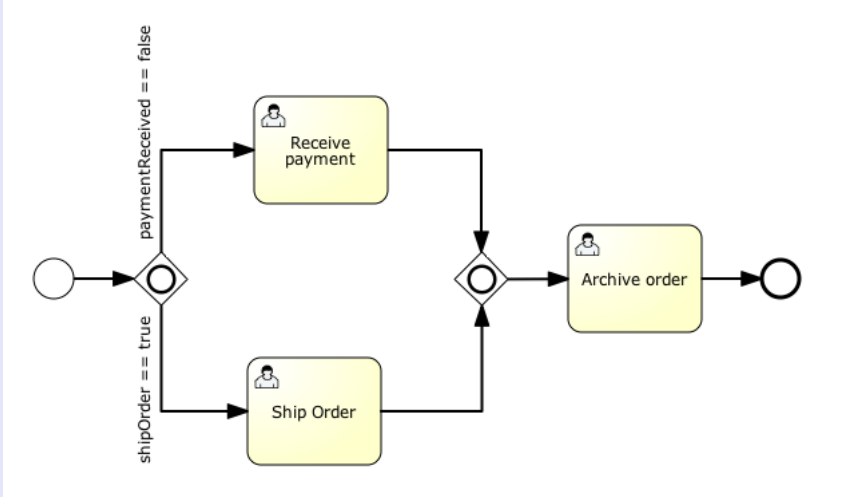 paymentReceived == false
Receive
payment
Archive order
shipOrder == true
Ship Order